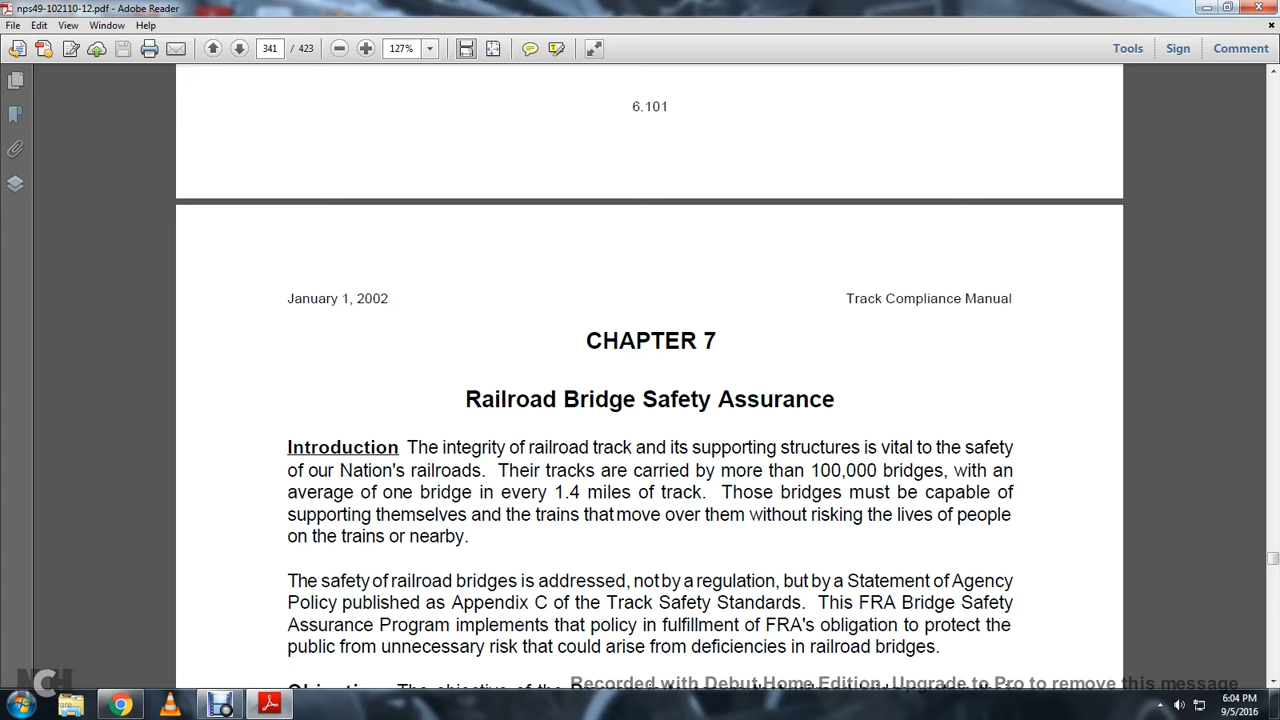 nps49-102110-12.pdf - Adobe Reader
File Edit View Window Help
341 / 423 127% Tools Sign Comment
6.101
January 1, 2002 Track Compliance Manual
CHAPTER 7
Railroad Bridge Safety Assurance
Introduction The integrity of railroad track and its supporting structures is vital to the safety
of our Nation's railroads. Their tracks are carried by more than 100,000 bridges, with an
average of one bridge in every 1.4 miles of track. Those bridges must be capable of
supporting themselves and the trains that move over them without risking the lives of people
on the trains or nearby.
The safety of railroad bridges is addressed, not by a regulation, but by a Statement of Agency
Policy published as Appendix C of the Track Safety Standards. This FRA Bridge Safety
Assurance Program implements that policy in fulfillment of FRA's obligation to protect the
public from unnecessary risk that could arise from deficiencies in railroad bridges.
Recorded with Debut Home Edition. Upgrade to Pro to remove this message
NCH
6:04 PM
9/5/2016